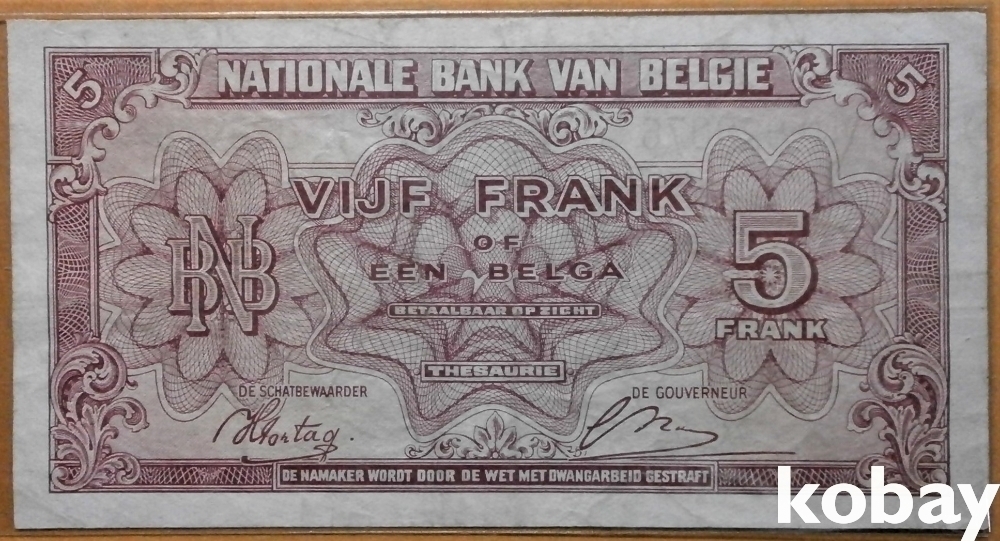 5 NATIONALE BANK VAN BELGIE 5
VIJF FRANK
OF
EEN BELGA
BETAALBAAR OP ZICHT
BNB
5
FRANK
THESAURIE
DE SCHATBEWAARDER
DE GOUVERNEUR
DE NAMAKER WORDT DOOR DE WET MET DWANGARBEID GESTRAFT
kobay